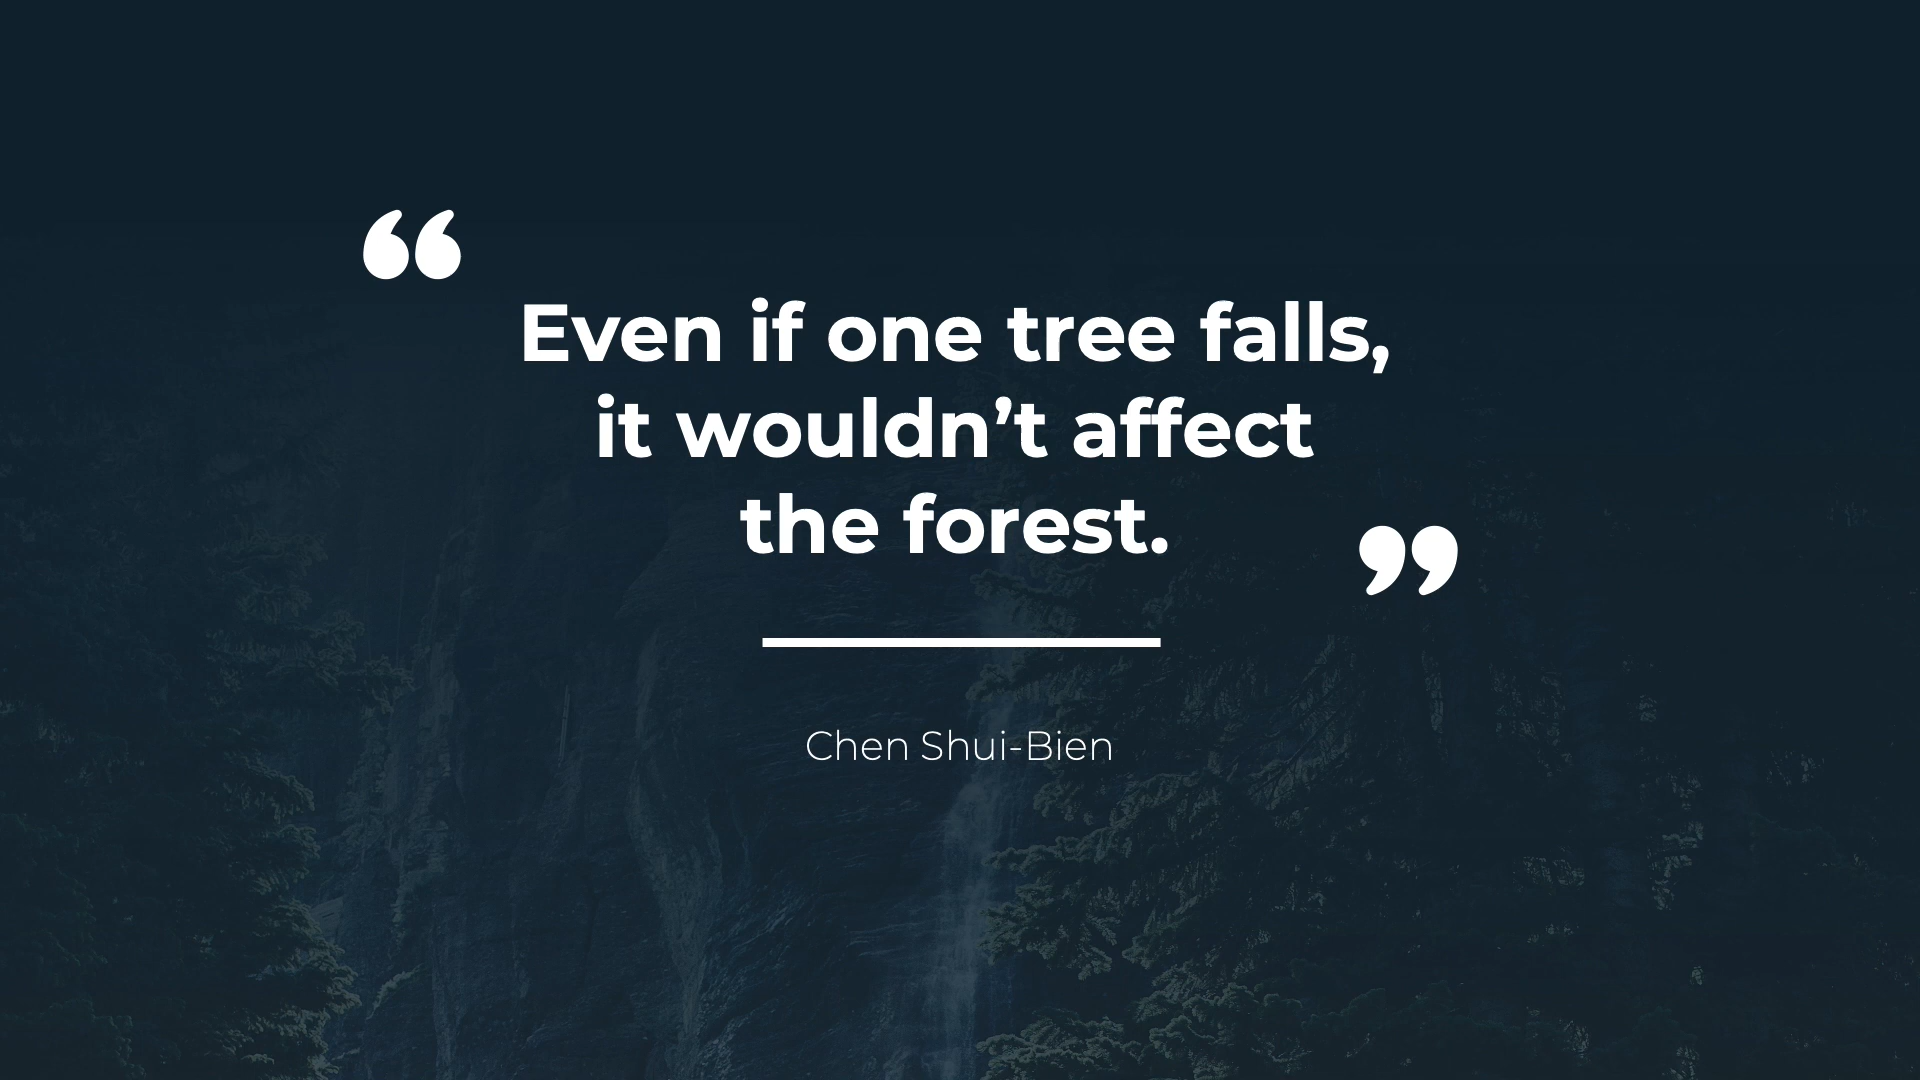 “
Even if one tree falls,
it wouldn’t affect
the forest.
”
Chen Shui-Bien